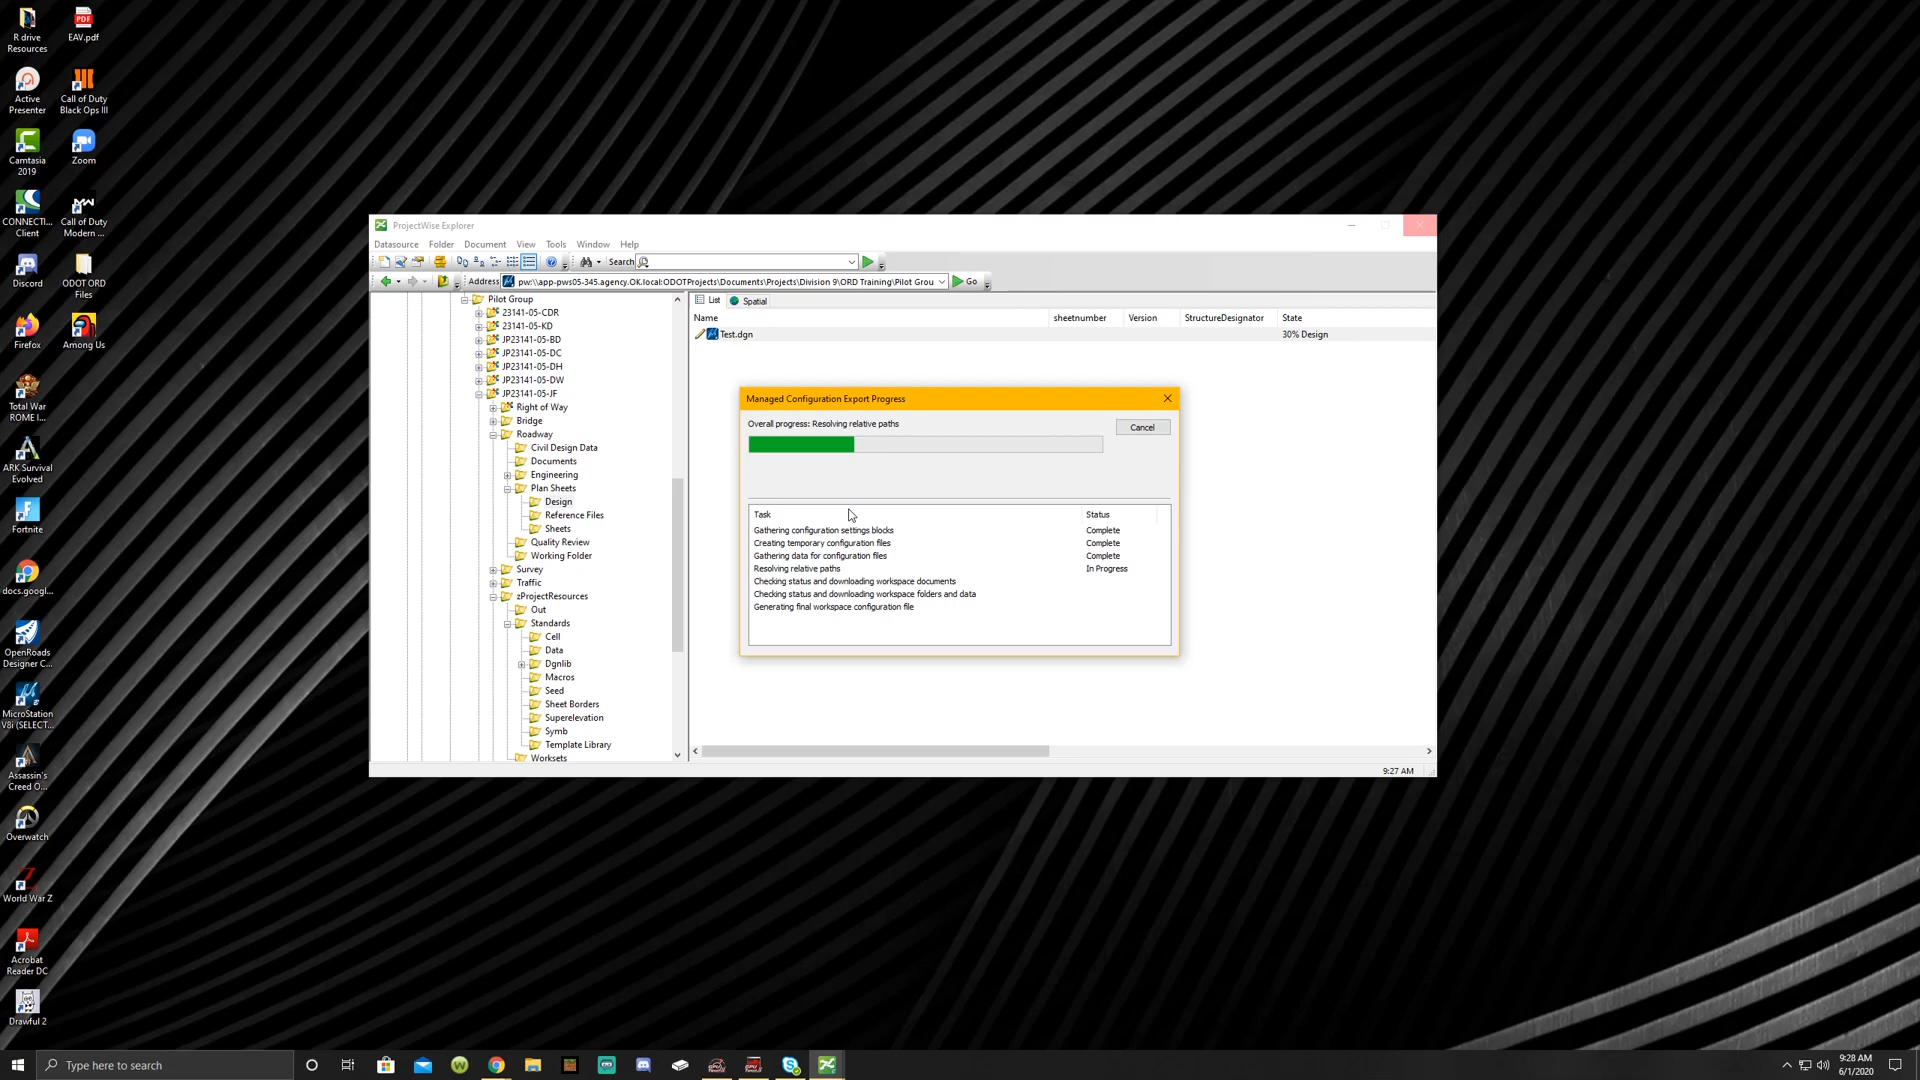 R drive
Resources
EAV.pdf
Active
Presenter
Call of Duty
Black Ops III
Camtasia
2019
Zoom
CONNECTI...
Client
Call of Duty
Modern ...
Discord
ODOT ORD
Files
Firefox
Among Us
Total War
ROME I...
ARK Survival
Evolved
Fortnite
docs.googl...
OpenRoads
Designer C...
MicroStation
V8i (SELECT...
Assassin's
Creed O...
Overwatch
World War Z
Acrobat
Reader DC
Drawful 2
ProjectWise Explorer
Datasource Folder Document View Tools Window Help
Search
Address pw:\\app-pws05-345.agency.OK.local:ODOTProjects\Documents\Projects\Division 9\ORD Training\Pilot Grou Go
Pilot Group
23141-05-CDR
23141-05-KD
JP23141-05-BD
JP23141-05-DC
JP23141-05-DH
JP23141-05-DW
JP23141-05-JF
Right of Way
Bridge
Roadway
Civil Design Data
Documents
Engineering
Plan Sheets
Design
Reference Files
Sheets
Quality Review
Working Folder
Survey
Traffic
zProjectResources
Out
Standards
Cell
Data
Dgnlib
Macros
Seed
Sheet Borders
Superelevation
Symb
Template Library
Worksets
List Spatial
Name sheetnumber Version StructureDesignator State
Test.dgn 30% Design
Managed Configuration Export Progress
Overall progress: Resolving relative paths
Cancel
Task Status
Gathering configuration settings blocks Complete
Creating temporary configuration files Complete
Gathering data for configuration files Complete
Resolving relative paths In Progress
Checking status and downloading workspace documents
Checking status and downloading workspace folders and data
Generating final workspace configuration file
9:27 AM
Type here to search
9:28 AM
6/1/2020